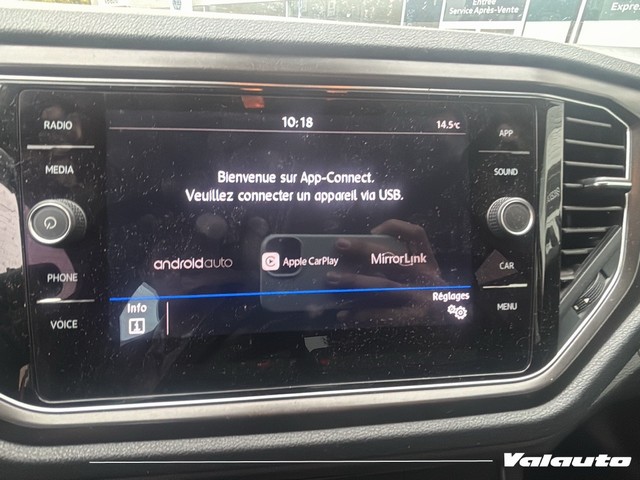 Entrée
Service Après-Vente
Expre
RADIO
MEDIA
PHONE
VOICE
10:18
14.5°C
Bienvenue sur App-Connect.
Veuillez connecter un appareil via USB.
androidauto
Apple CarPlay
MirrorLink
Info
Réglages
APP
SOUND
CAR
MENU
Valauto